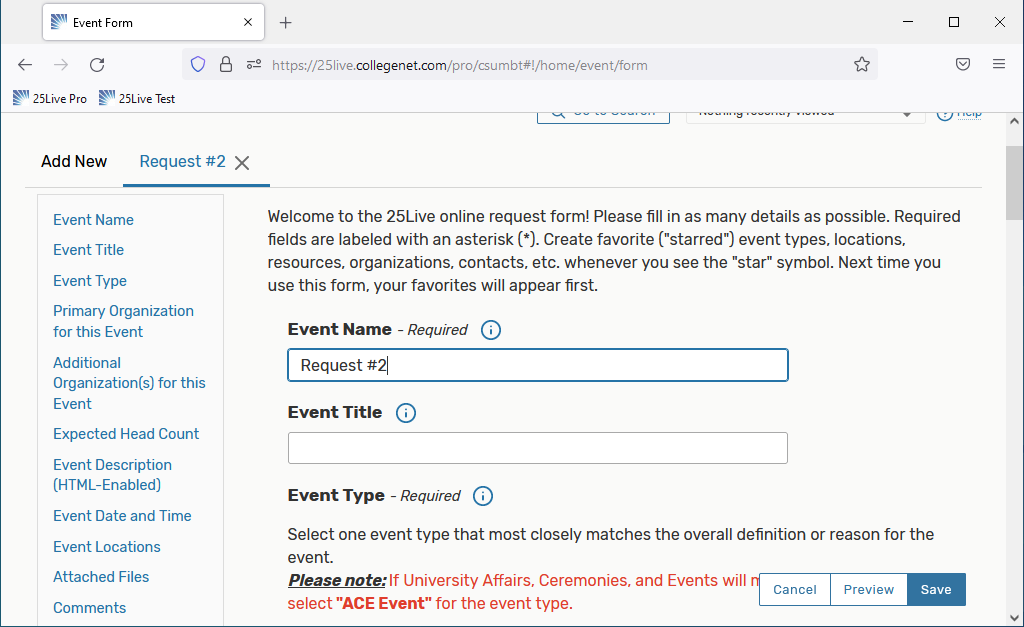 Event Form
https://25live.collegenet.com/pro/csumbt#!/home/event/form
25Live Pro
25Live Test
Go to Search
Nothing recently viewed
Help
Add New
Request #2
Event Name
Event Title
Event Type
Primary Organization
for this Event
Additional
Organization(s) for this
Event
Expected Head Count
Event Description
(HTML-Enabled)
Event Date and Time
Event Locations
Attached Files
Comments
Welcome to the 25Live online request form! Please fill in as many details as possible. Required
fields are labeled with an asterisk (*). Create favorite ("starred") event types, locations,
resources, organizations, contacts, etc. whenever you see the "star" symbol. Next time you
use this form, your favorites will appear first.
Event Name - Required
Request #2
Event Title
Event Type - Required
Select one event type that most closely matches the overall definition or reason for the
event.
Please note: If University Affairs, Ceremonies, and Events will
select "ACE Event" for the event type.
Cancel
Preview
Save